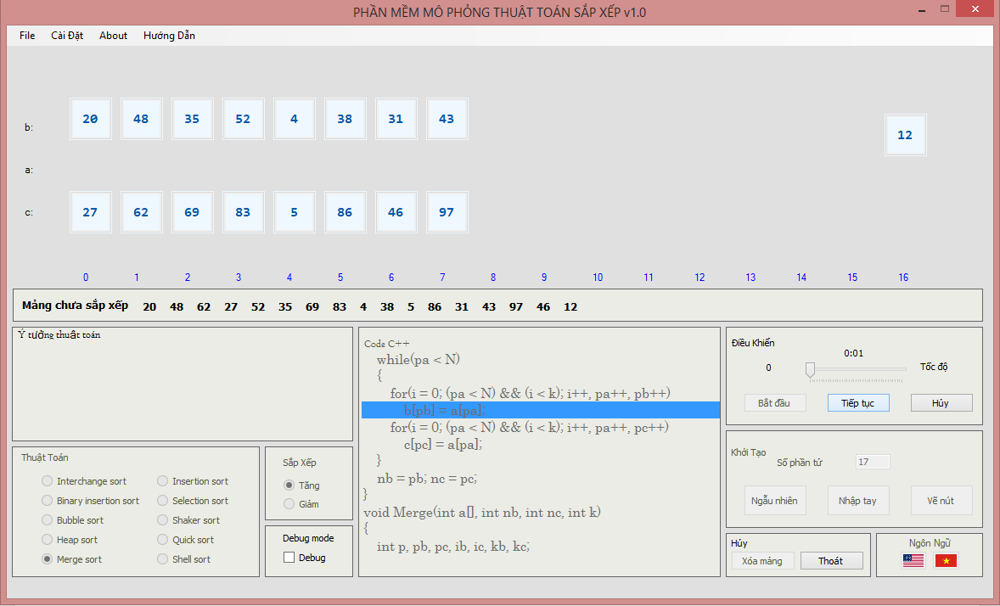 PHẦN MỀM MÔ PHỎNG THUẬT TOÁN SẮP XẾP v1.0
File Cài Đặt About Hướng Dẫn
b: 20 48 35 52 4 38 31 43
12
a:
c: 27 62 69 83 5 86 46 97
0 1 2 3 4 5 6 7 8 9 10 11 12 13 14 15 16
Mảng chưa sắp xếp 20 48 62 27 52 35 69 83 4 38 5 86 31 43 97 46 12
Ý tưởng thuật toán
Code C++
while(pa < N)
{
for(i = 0; (pa < N) && (i < k); i++, pa++, pb++)
b[pb] = a[pa];
for(i = 0; (pa < N) && (i < k); i++, pa++, pc++)
c[pc] = a[pa];
}
nb = pb; nc = pc;
}
void Merge(int a[], int nb, int nc, int k)
{
int p, pb, pc, ib, ic, kb, kc;
Điều Khiển
0:01
0 Tốc độ
Bắt đầu Tiếp tục Hủy
Thuật Toán
Interchange sort Insertion sort
Binary insertion sort Selection sort
Bubble sort Shaker sort
Heap sort Quick sort
Merge sort Shell sort
Sắp Xếp
Tăng
Giảm
Debug mode
Debug
Khởi Tạo
Số phần tử 17
Ngẫu nhiên Nhập tay Vẽ nút
Hủy
Xóa mảng Thoát
Ngôn Ngữ